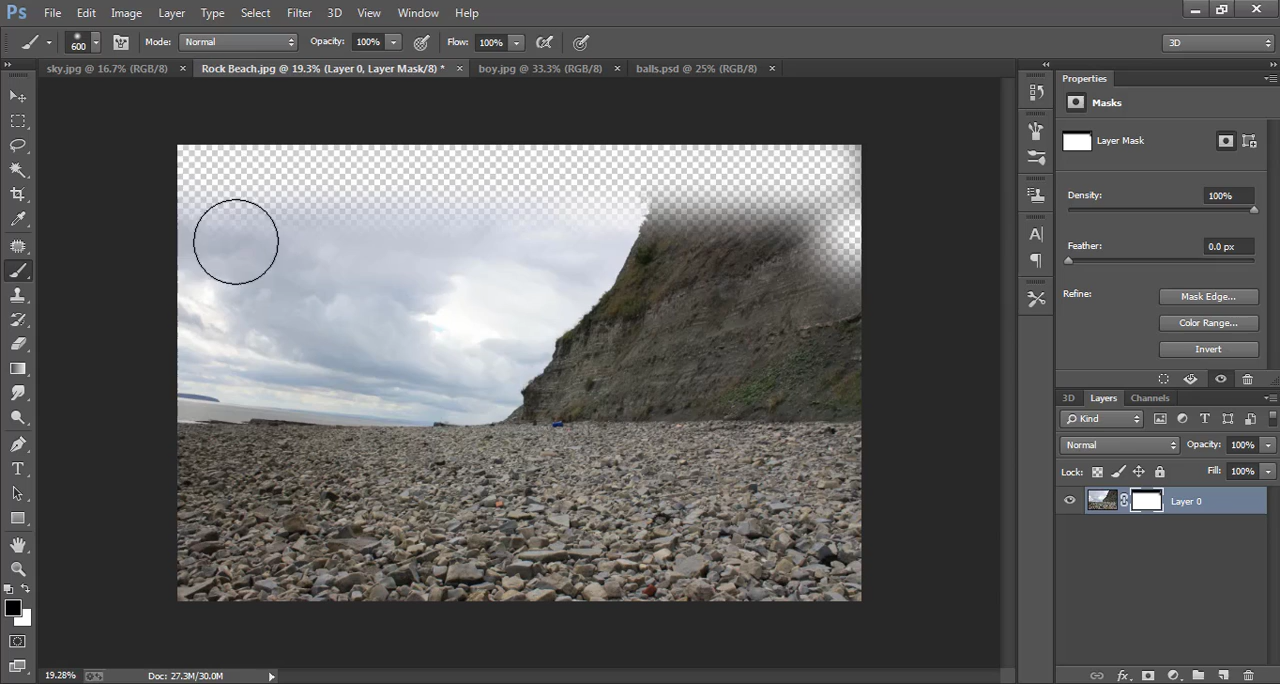 Ps File Edit Image Layer Type Select Filter 3D View Window Help
600 Mode: Normal Opacity: 100% Flow: 100% 3D
sky.jpg @ 16.7% (RGB/8) × Rock Beach.jpg @ 19.3% (Layer 0, Layer Mask/8) * × boy.jpg @ 33.3% (RGB/8) × balls.psd @ 25% (RGB/8) ×
Properties
Masks
Layer Mask
Density: 100%
Feather: 0.0 px
Refine: Mask Edge...
Color Range...
Invert
3D Layers Channels
Kind
Normal Opacity: 100%
Lock: Fill: 100%
Layer 0
19.28% Doc: 27.3M/30.0M